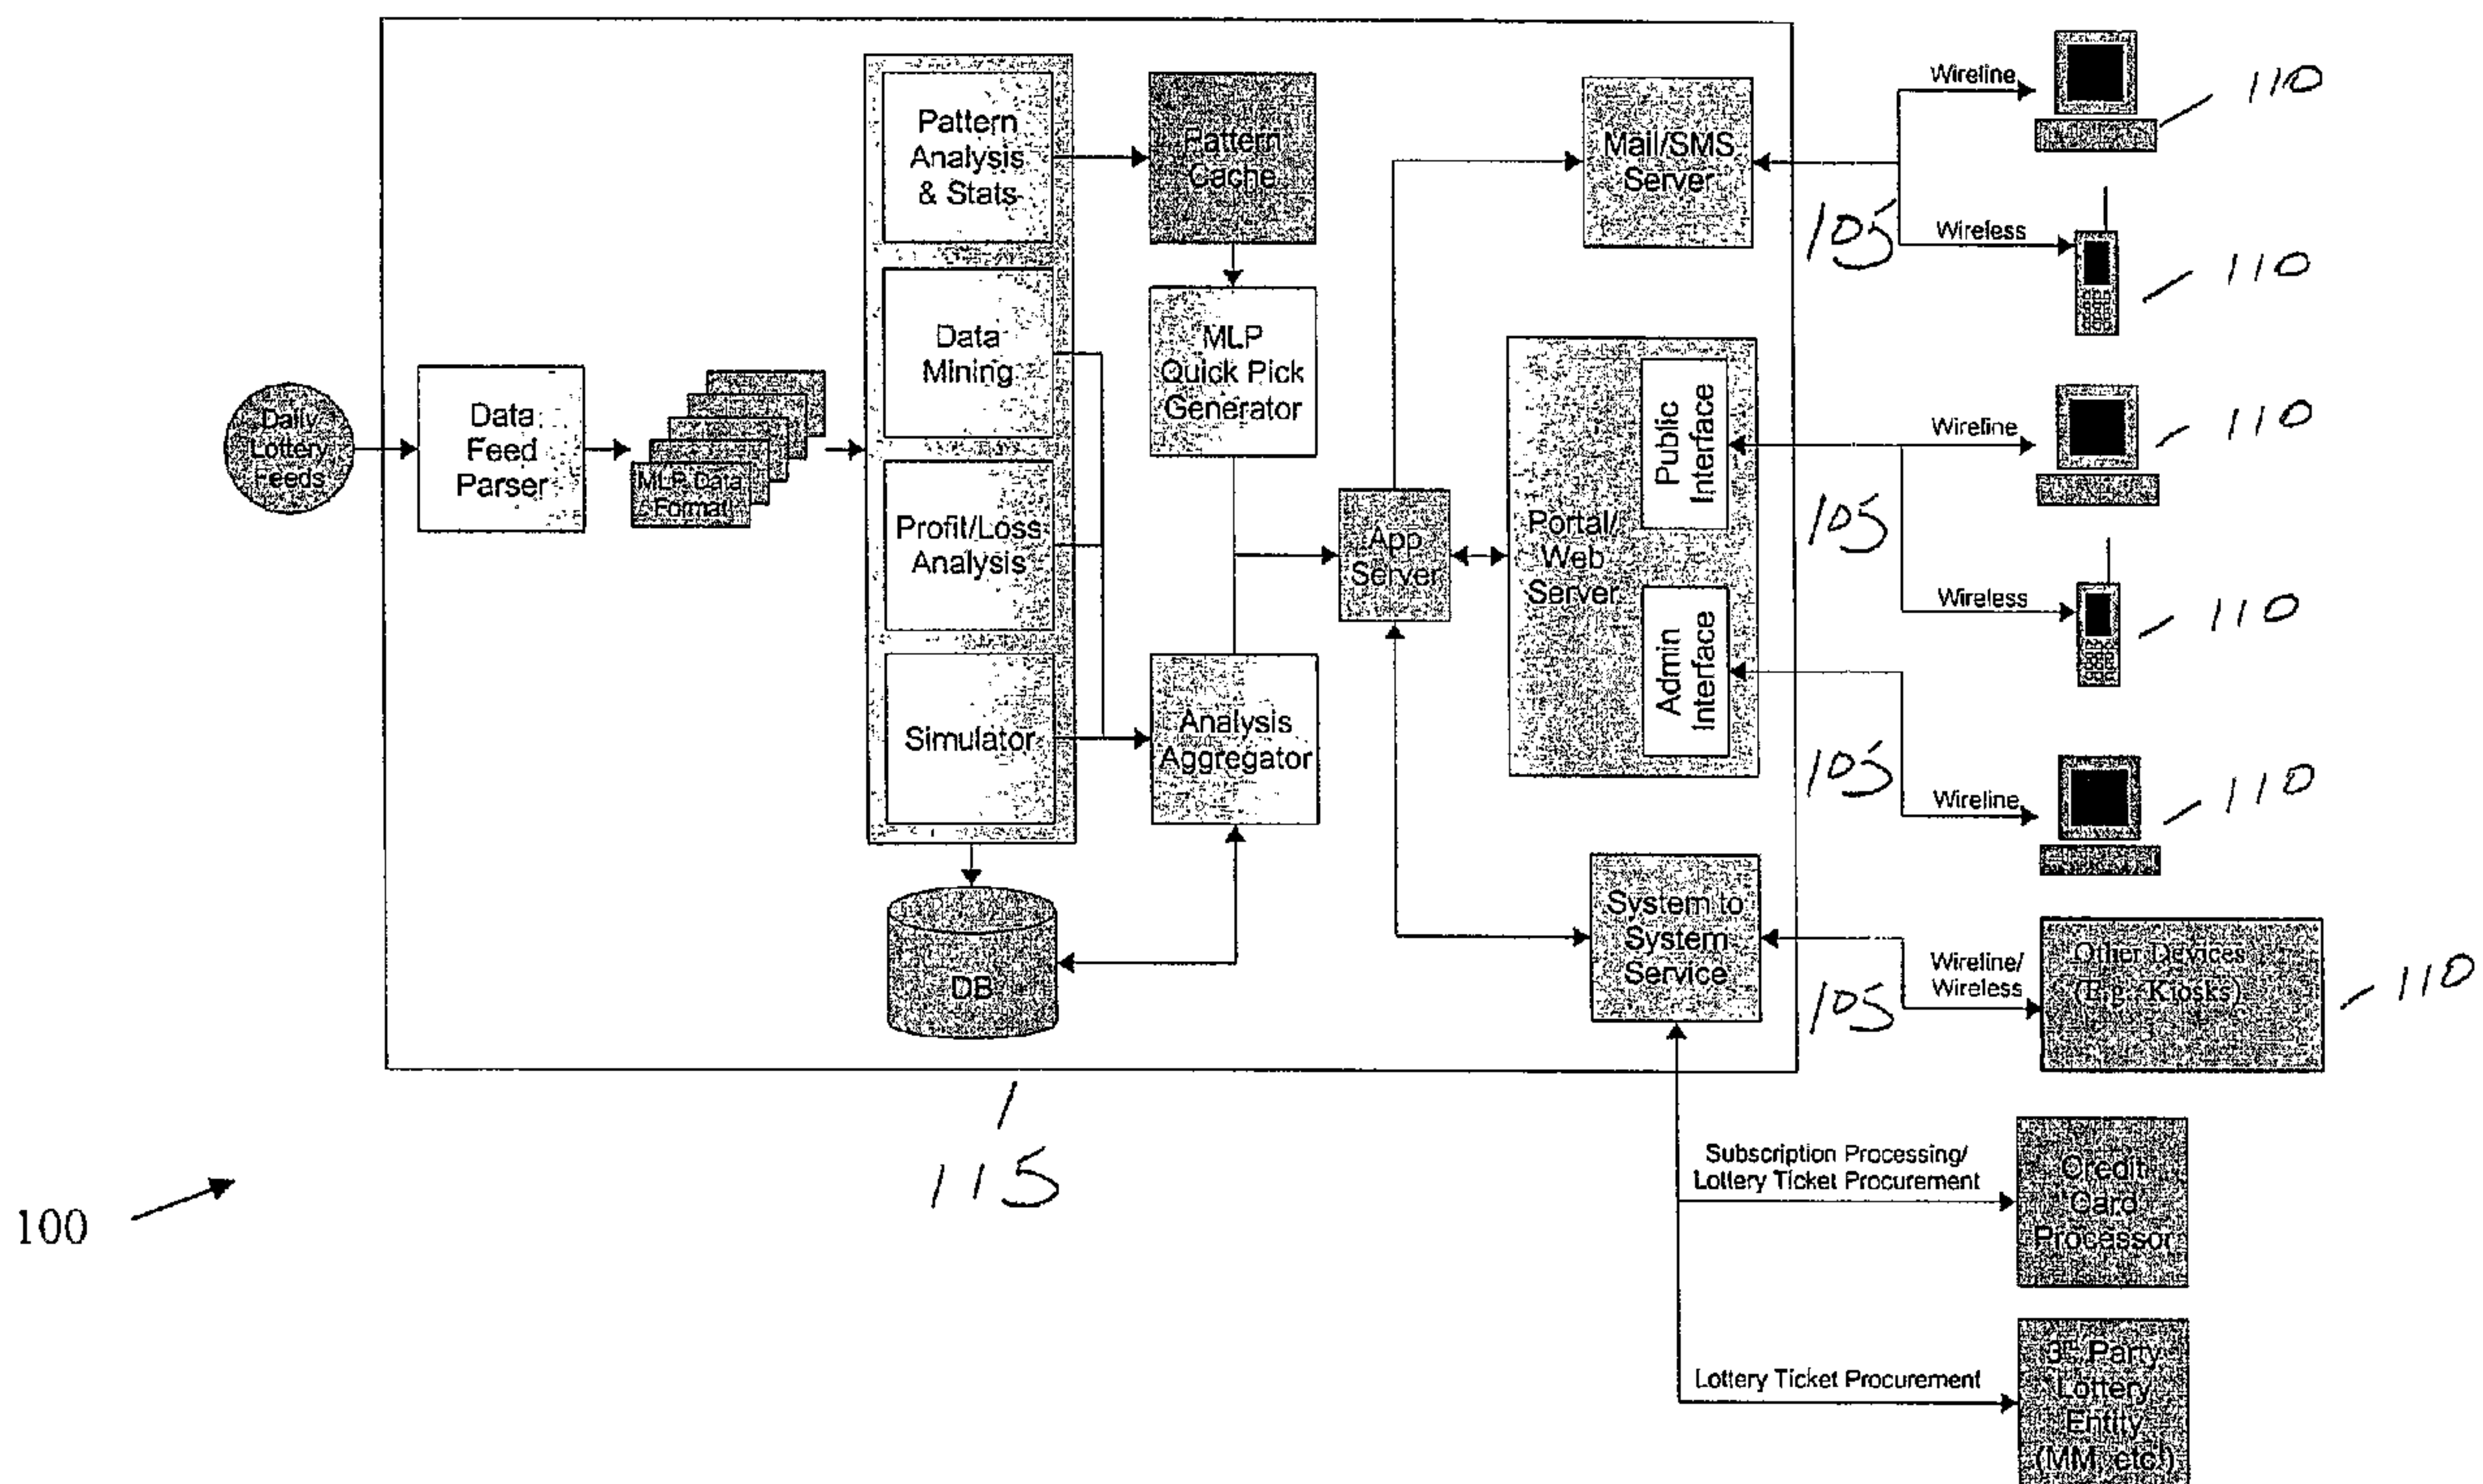 Daily
Lottery
Feeds
Data
Feed
Parser
MLP Data
Format
Pattern
Analysis
& Stats
Data
Mining
Profit/Loss
Analysis
Simulator
DB
Pattern
Cache
MLP
Quick Pick
Generator
Analysis
Aggregator
App
Server
Mail/SMS
Server
Portal/
Web
Server
Public
Interface
Admin
Interface
System to
System
Service
105
Wireline
110
Wireless
110
105
Wireline
110
Wireless
110
105
Wireline
110
105
Wireline/
Wireless
Other Devices
(E.g., Kiosks)
110
115
100
Subscription Processing/
Lottery Ticket Procurement
Credit
Card
Processor
Lottery Ticket Procurement
3rd Party
Lottery
Entity
(MM, etc.)